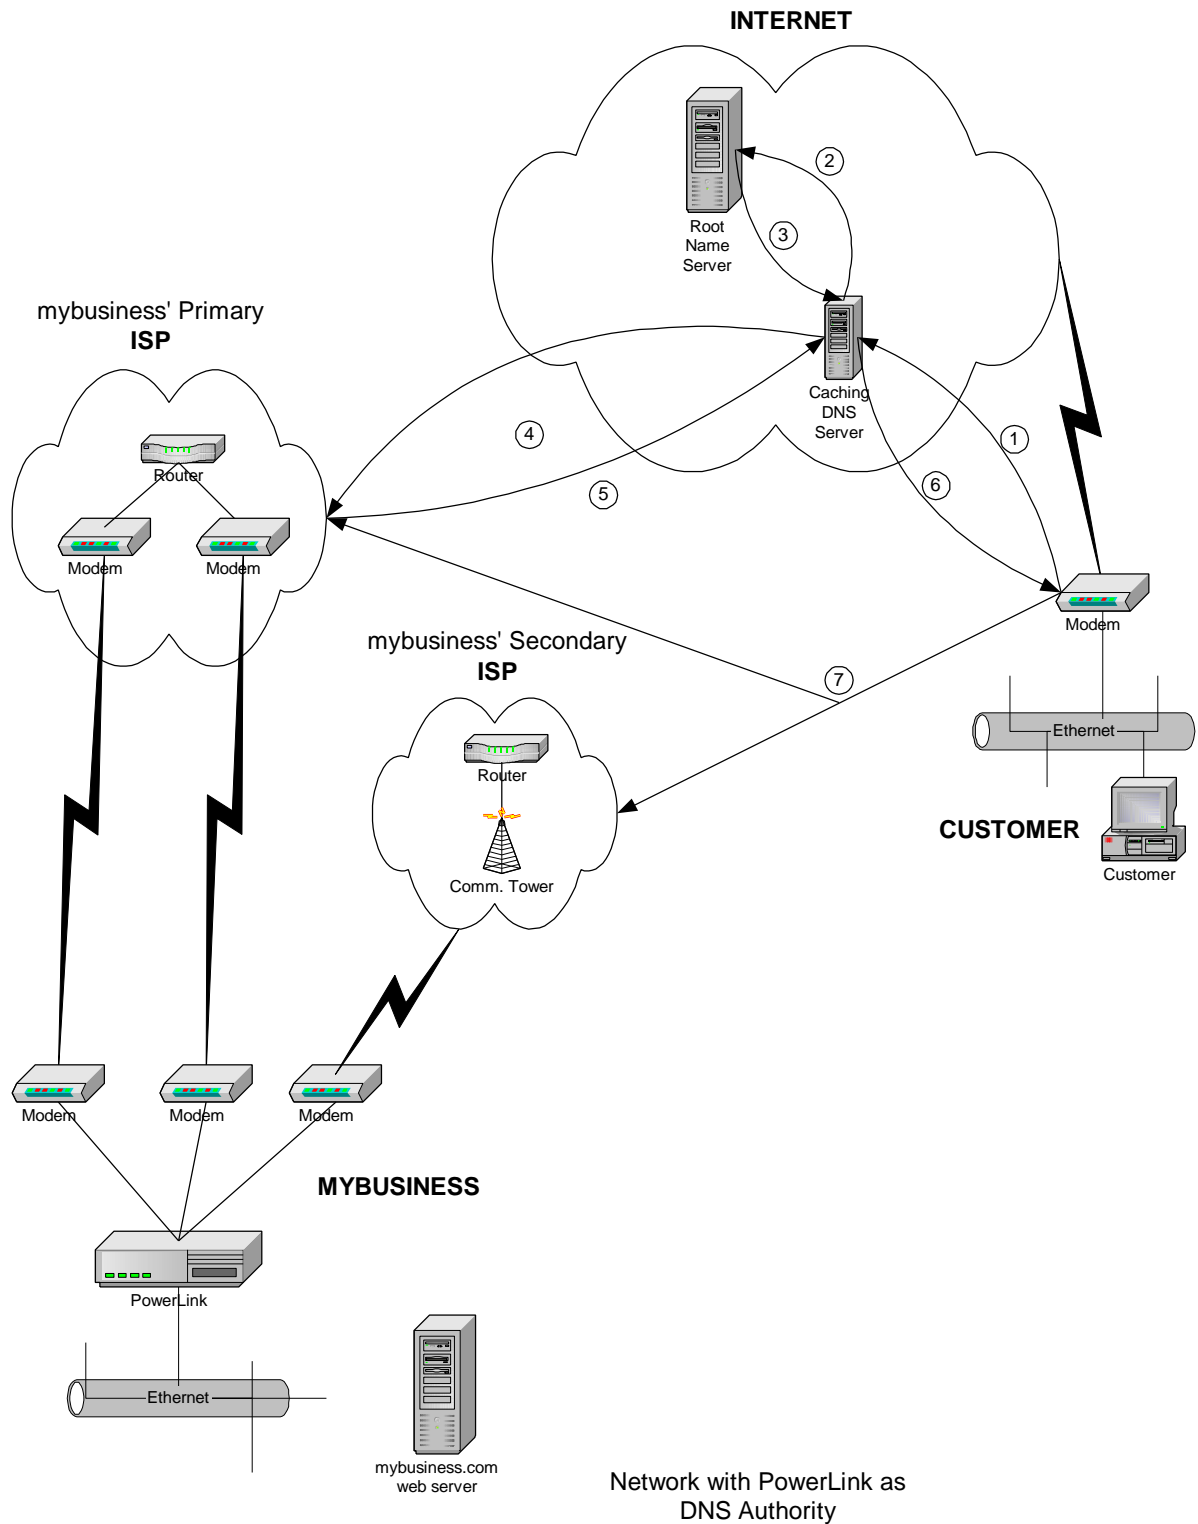 INTERNET
2
Root
Name
Server
3
mybusiness' Primary
ISP
Caching
DNS
Server
4
1
Router
5
6
Modem
Modem
Modem
mybusiness' Secondary
ISP
7
Ethernet
Router
CUSTOMER
Customer
Comm. Tower
Modem
Modem
Modem
MYBUSINESS
PowerLink
Ethernet
mybusiness.com
web server
Network with PowerLink as
DNS Authority